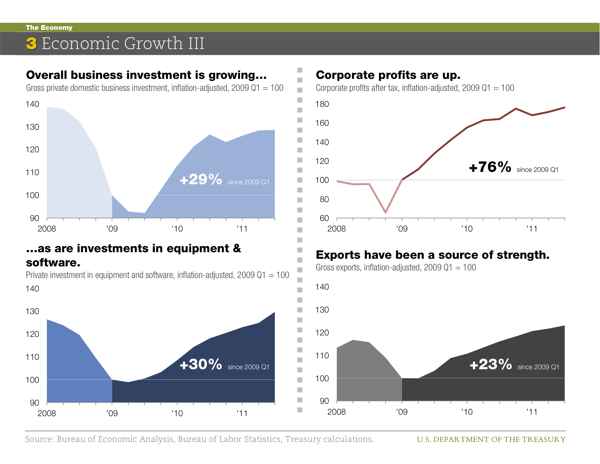 The Economy
3 Economic Growth III
Overall business investment is growing...
Gross private domestic business investment, inflation-adjusted, 2009 Q1 = 100
140
130
120
110
100
90
+29% since 2009 Q1
2008 '09 '10 '11
Corporate profits are up.
Corporate profits after tax, inflation-adjusted, 2009 Q1 = 100
180
160
140
120
100
80
60
+76% since 2009 Q1
2008 '09 '10 '11
...as are investments in equipment &
software.
Private investment in equipment and software, inflation-adjusted, 2009 Q1 = 100
140
130
120
110
100
90
+30% since 2009 Q1
2008 '09 '10 '11
Exports have been a source of strength.
Gross exports, inflation-adjusted, 2009 Q1 = 100
140
130
120
110
100
90
+23% since 2009 Q1
2008 '09 '10 '11
Source: Bureau of Economic Analysis, Bureau of Labor Statistics, Treasury calculations.
U.S. DEPARTMENT OF THE TREASURY